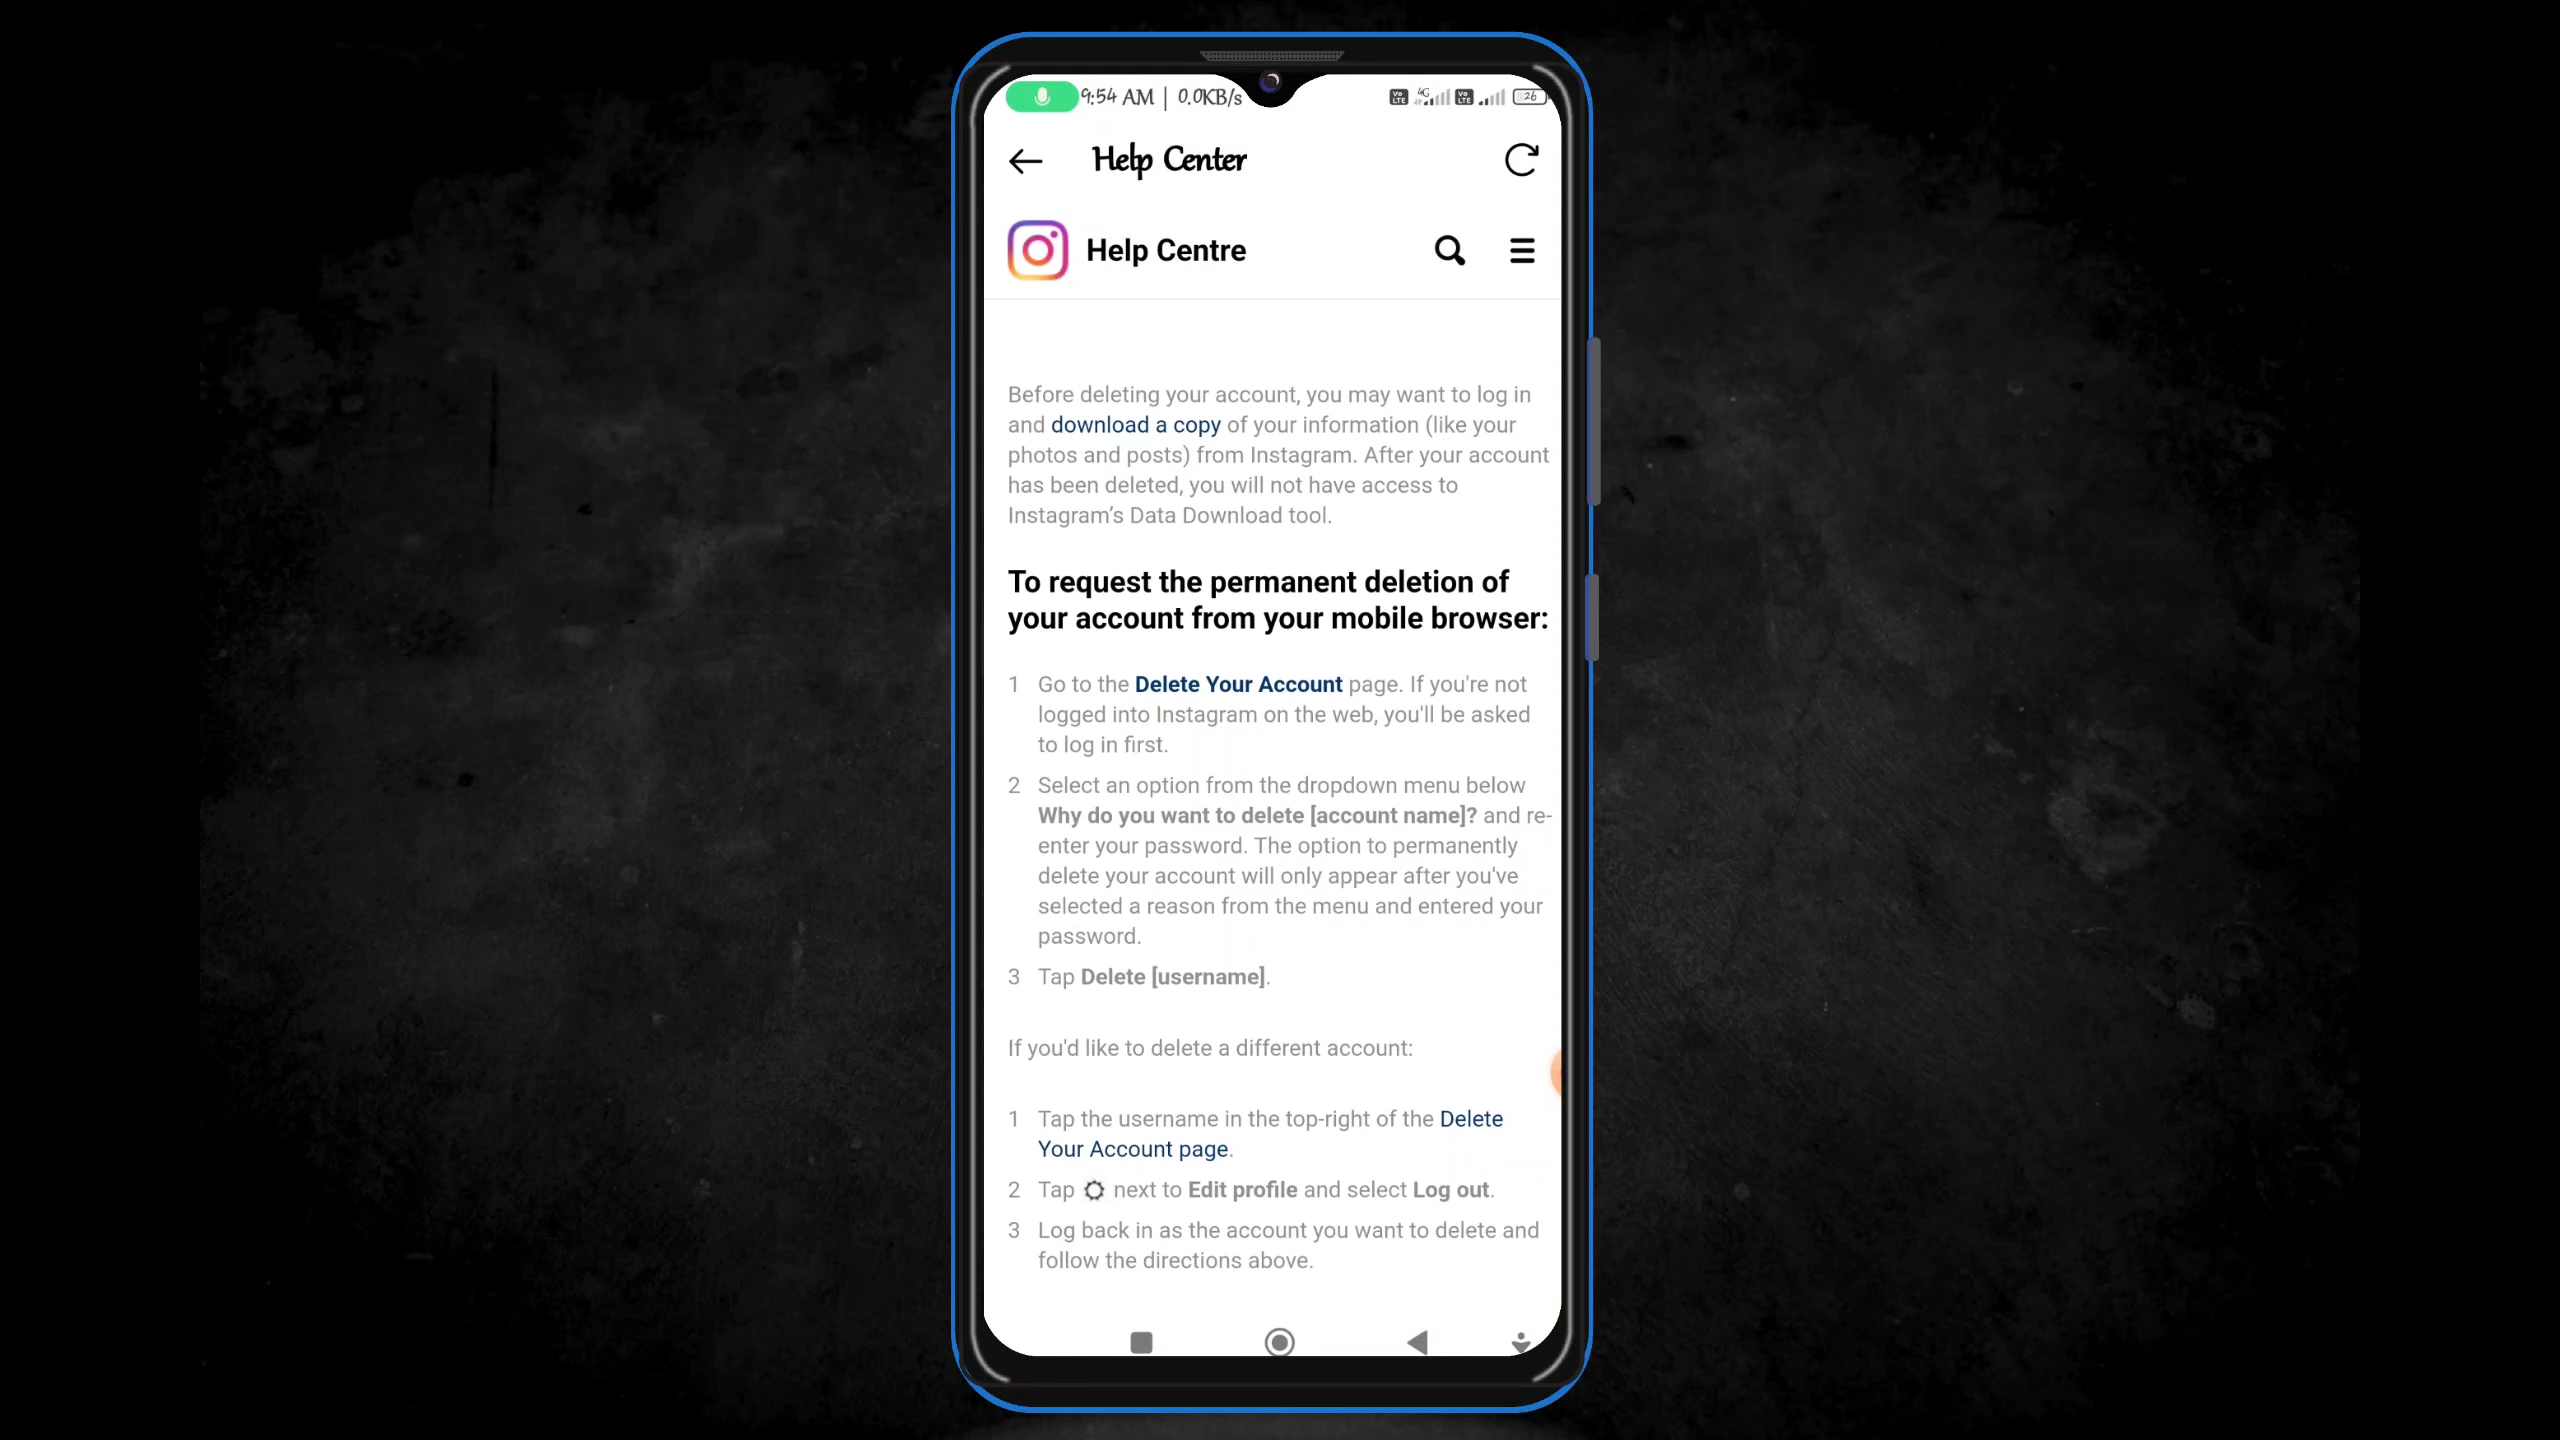 9:54 AM | 0.0KB/s
Vo LTE 4G Vo LTE 26
Help Center
Help Centre
Before deleting your account, you may want to log in
and download a copy of your information (like your
photos and posts) from Instagram. After your account
has been deleted, you will not have access to
Instagram’s Data Download tool.
To request the permanent deletion of
your account from your mobile browser:
1 Go to the Delete Your Account page. If you're not
logged into Instagram on the web, you'll be asked
to log in first.
2 Select an option from the dropdown menu below
Why do you want to delete [account name]? and re-
enter your password. The option to permanently
delete your account will only appear after you've
selected a reason from the menu and entered your
password.
3 Tap Delete [username].
If you'd like to delete a different account:
1 Tap the username in the top-right of the Delete
Your Account page.
2 Tap next to Edit profile and select Log out.
3 Log back in as the account you want to delete and
follow the directions above.